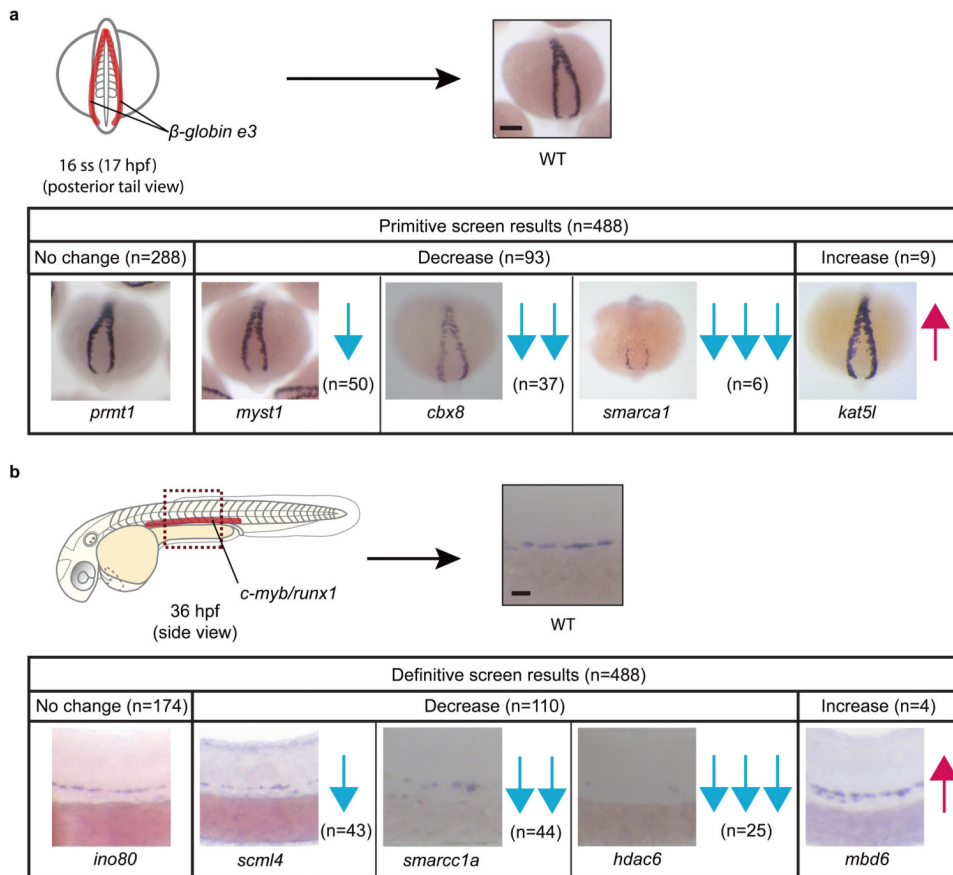 a
β-globin e3
16 ss (17 hpf)
(posterior tail view)
WT
Primitive screen results (n=488)
No change (n=288)
Decrease (n=93)
Increase (n=9)
(n=50)
(n=37)
(n=6)
prmt1
myst1
cbx8
smarca1
kat5l
b
c-myb/runx1
36 hpf
(side view)
WT
Definitive screen results (n=488)
No change (n=174)
Decrease (n=110)
Increase (n=4)
(n=43)
(n=44)
(n=25)
ino80
scml4
smarcc1a
hdac6
mbd6